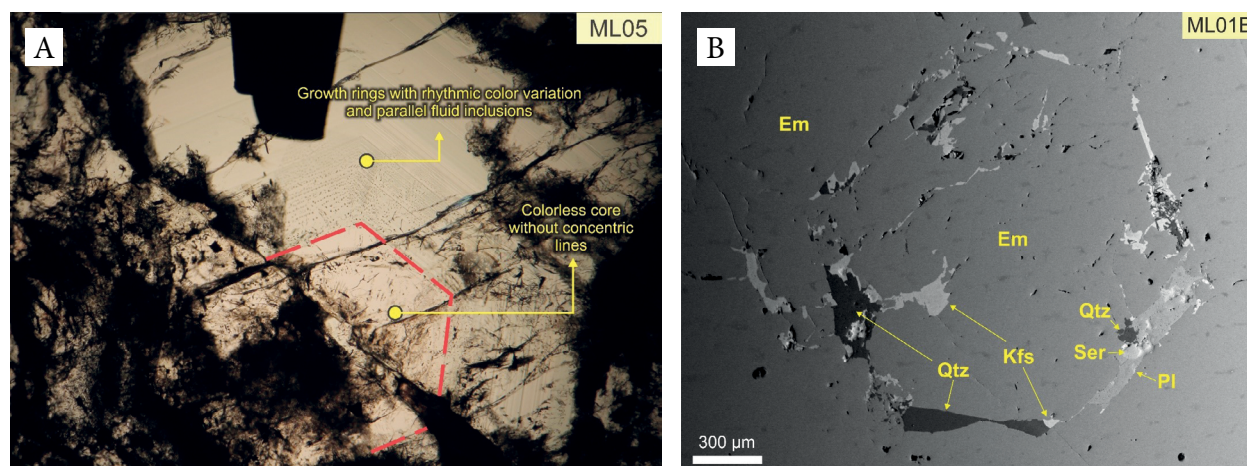 A
ML05
Growth rings with rhythmic color variation
and parallel fluid inclusions
Colorless core
without concentric
lines
B
ML01E
Em
Em
Qtz
Ser
Pl
Kfs
Qtz
300 µm